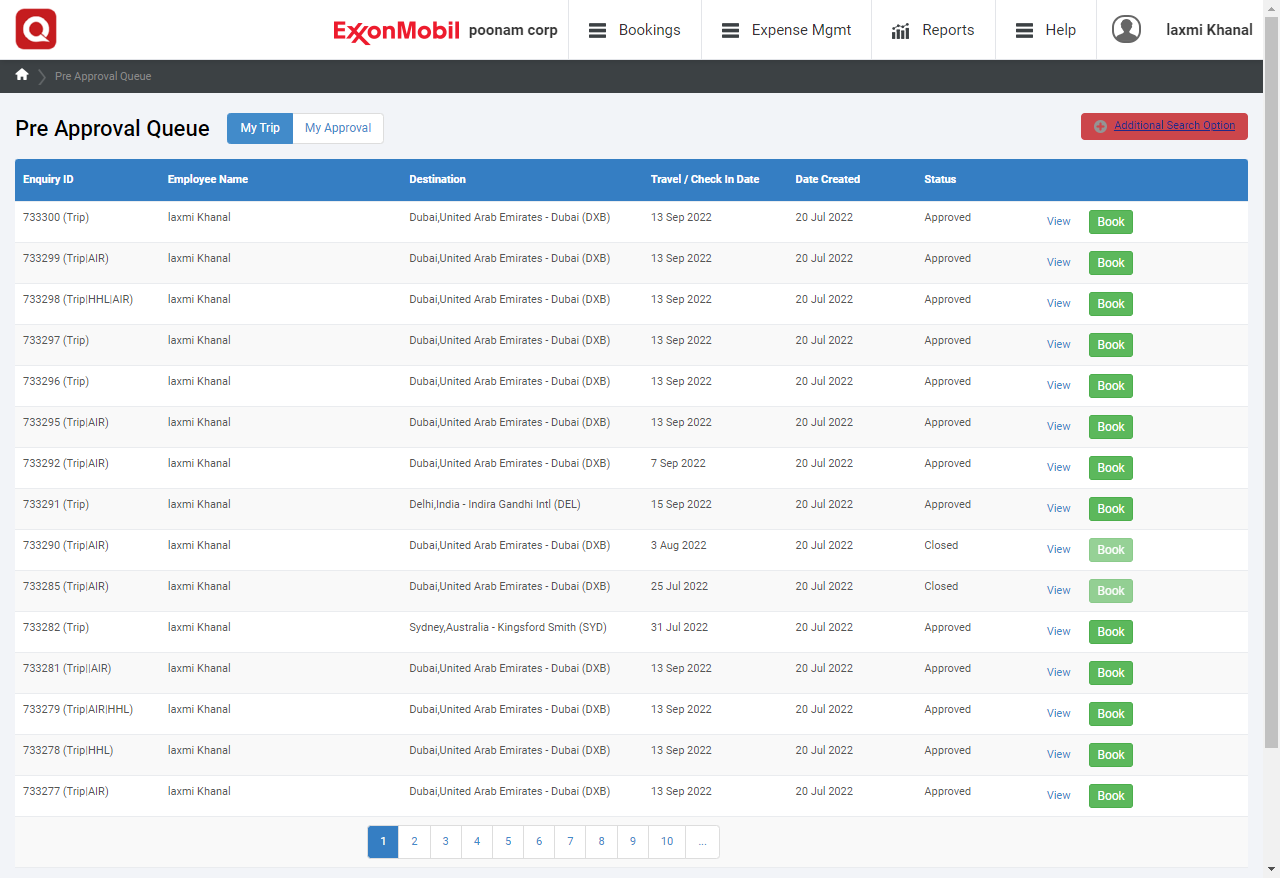 Q ExxonMobil poonam corp Bookings Expense Mgmt Reports Help laxmi Khanal
Pre Approval Queue
Pre Approval Queue My Trip My Approval Additional Search Option
Enquiry ID Employee Name Destination Travel / Check In Date Date Created Status
733300 (Trip) laxmi Khanal Dubai,United Arab Emirates - Dubai (DXB) 13 Sep 2022 20 Jul 2022 Approved View Book
733299 (Trip|AIR) laxmi Khanal Dubai,United Arab Emirates - Dubai (DXB) 13 Sep 2022 20 Jul 2022 Approved View Book
733298 (Trip|HHL|AIR) laxmi Khanal Dubai,United Arab Emirates - Dubai (DXB) 13 Sep 2022 20 Jul 2022 Approved View Book
733297 (Trip) laxmi Khanal Dubai,United Arab Emirates - Dubai (DXB) 13 Sep 2022 20 Jul 2022 Approved View Book
733296 (Trip) laxmi Khanal Dubai,United Arab Emirates - Dubai (DXB) 13 Sep 2022 20 Jul 2022 Approved View Book
733295 (Trip|AIR) laxmi Khanal Dubai,United Arab Emirates - Dubai (DXB) 13 Sep 2022 20 Jul 2022 Approved View Book
733292 (Trip|AIR) laxmi Khanal Dubai,United Arab Emirates - Dubai (DXB) 7 Sep 2022 20 Jul 2022 Approved View Book
733291 (Trip) laxmi Khanal Delhi,India - Indira Gandhi Intl (DEL) 15 Sep 2022 20 Jul 2022 Approved View Book
733290 (Trip|AIR) laxmi Khanal Dubai,United Arab Emirates - Dubai (DXB) 3 Aug 2022 20 Jul 2022 Closed View Book
733285 (Trip|AIR) laxmi Khanal Dubai,United Arab Emirates - Dubai (DXB) 25 Jul 2022 20 Jul 2022 Closed View Book
733282 (Trip) laxmi Khanal Sydney,Australia - Kingsford Smith (SYD) 31 Jul 2022 20 Jul 2022 Approved View Book
733281 (Trip||AIR) laxmi Khanal Dubai,United Arab Emirates - Dubai (DXB) 13 Sep 2022 20 Jul 2022 Approved View Book
733279 (Trip|AIR|HHL) laxmi Khanal Dubai,United Arab Emirates - Dubai (DXB) 13 Sep 2022 20 Jul 2022 Approved View Book
733278 (Trip|HHL) laxmi Khanal Dubai,United Arab Emirates - Dubai (DXB) 13 Sep 2022 20 Jul 2022 Approved View Book
733277 (Trip|AIR) laxmi Khanal Dubai,United Arab Emirates - Dubai (DXB) 13 Sep 2022 20 Jul 2022 Approved View Book
1 2 3 4 5 6 7 8 9 10 ...